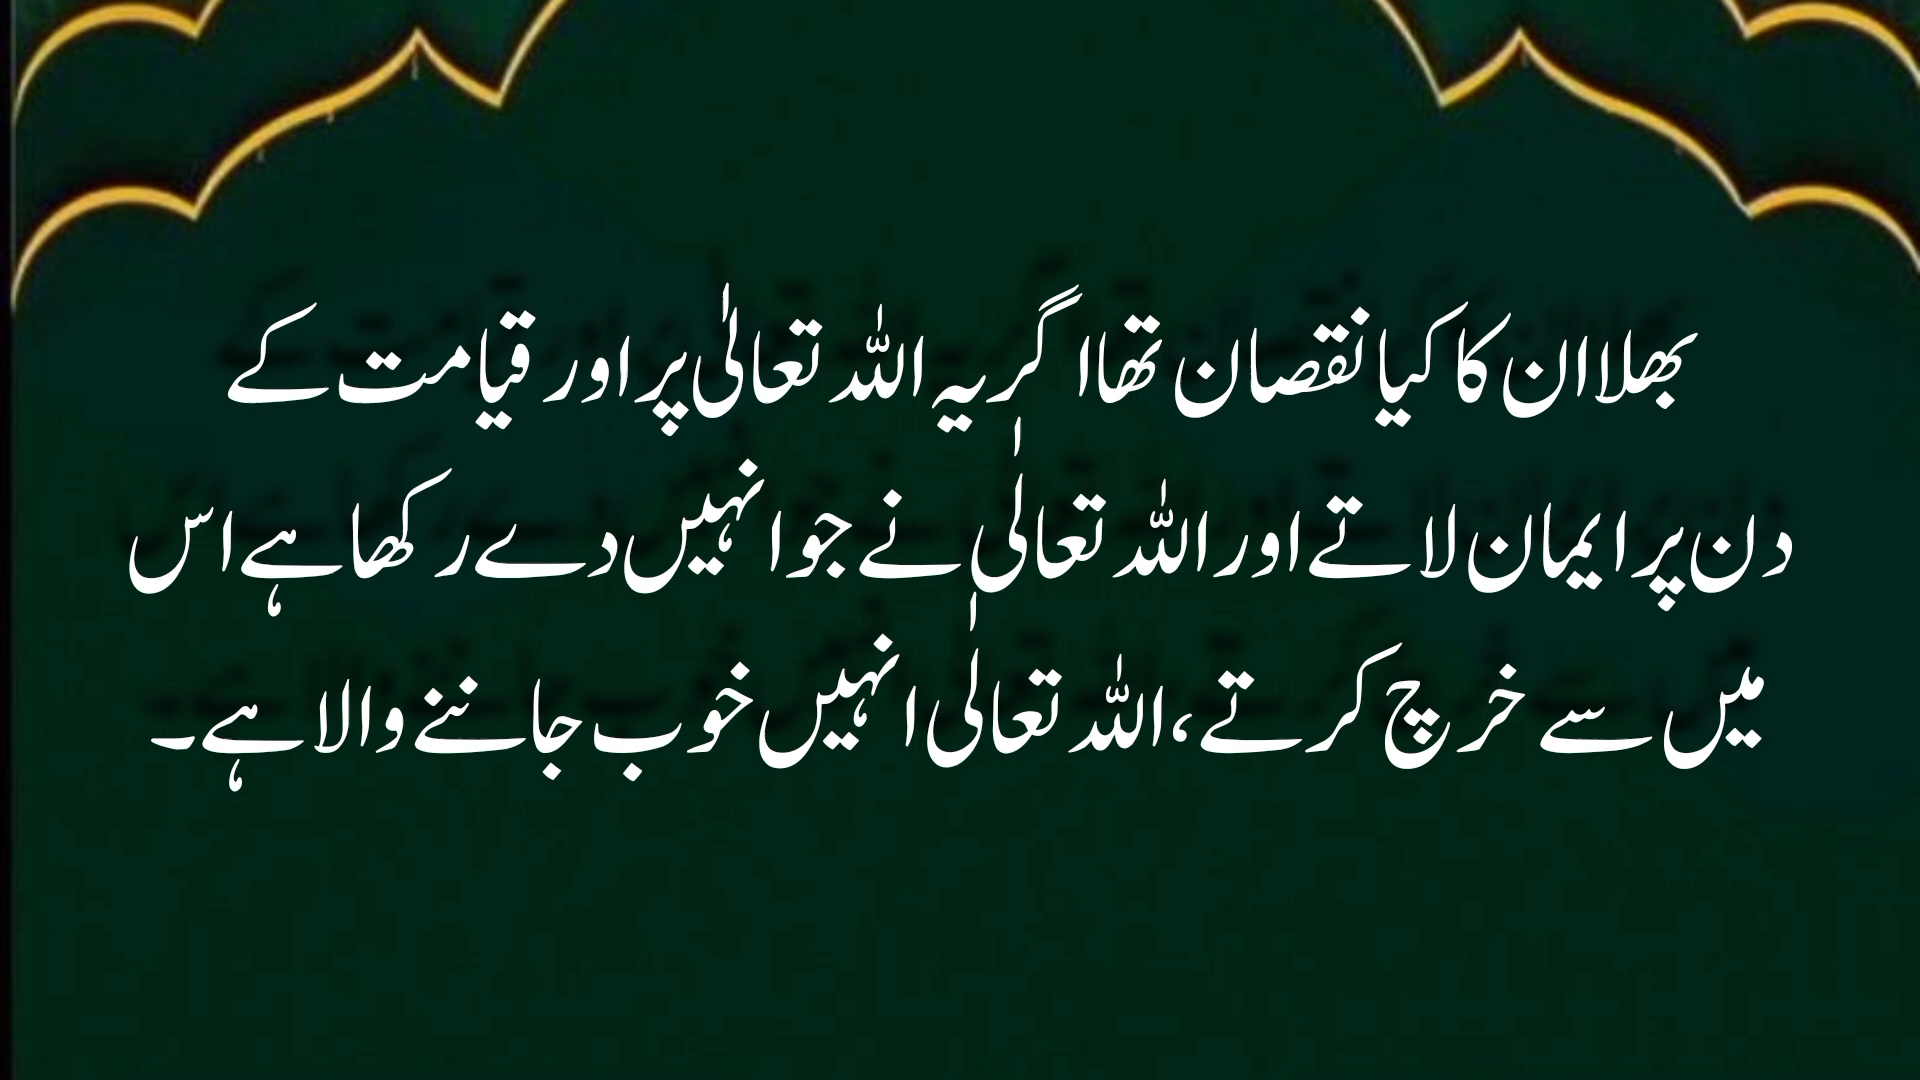 بھلا ان کا کیا نقصان تھا اگر یہ اللہ تعالیٰ پر اور قیامت کے
دن پر ایمان لاتے اور اللہ تعالیٰ نے جو انہیں دے رکھا ہے اس
میں سے خرچ کرتے، اللہ تعالیٰ انہیں خوب جاننے والا ہے۔